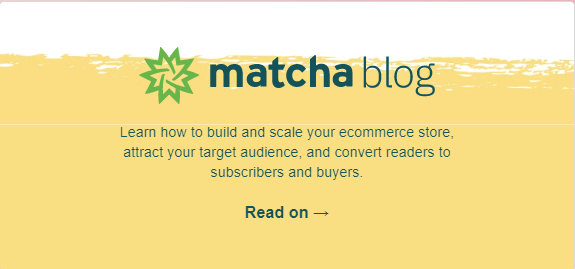 matcha blog
Learn how to build and scale your ecommerce store,
attract your target audience, and convert readers to
subscribers and buyers.
Read on →